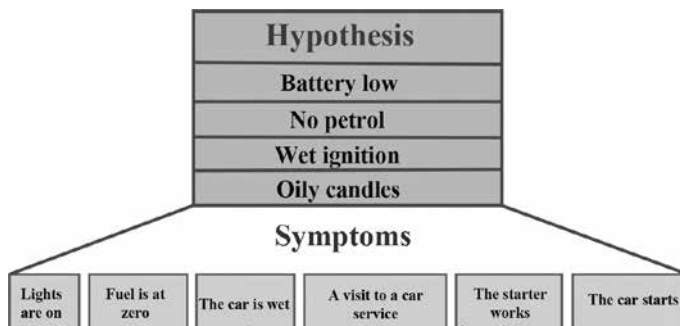 Hypothesis
Battery low
No petrol
Wet ignition
Oily candles
Symptoms
Lights
are on
Fuel is at
zero
The car is wet
A visit to a car
service
The starter
works
The car starts